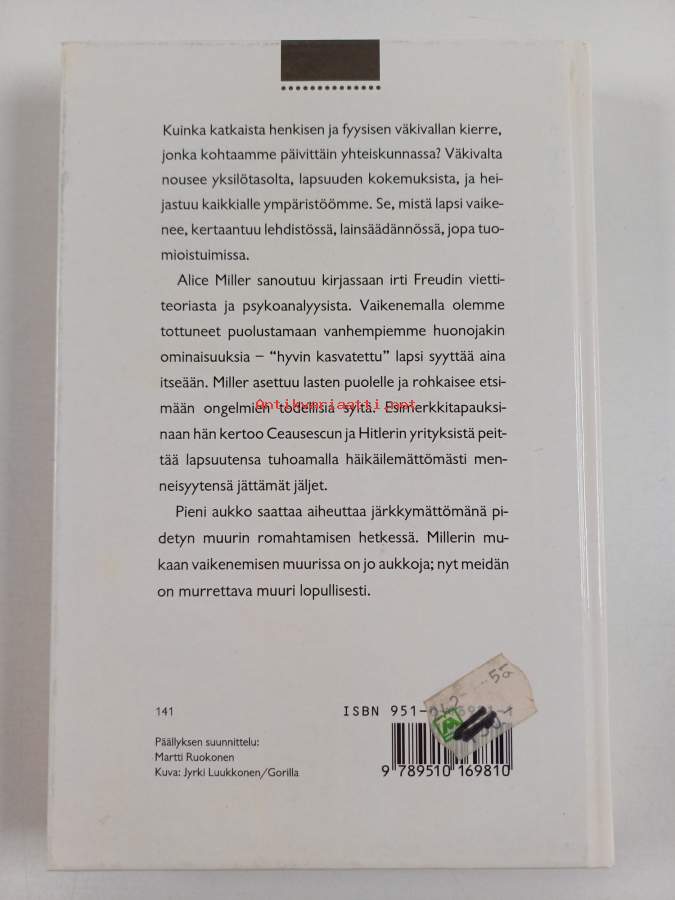 Kuinka katkaista henkisen ja fyysisen väkivallan kierre,
jonka kohtaamme päivittäin yhteiskunnassa? Väkivalta
nousee yksilötasolta, lapsuuden kokemuksista, ja hei-
jastuu kaikkialle ympäristöömme. Se, mistä lapsi vaike-
nee, kertaantuu lehdistössä, lainsäädännössä, jopa tuo-
mioistuimissa.
Alice Miller sanoutuu kirjassaan irti Freudin vietti-
teoriasta ja psykoanalyysista. Vaikenemalla olemme
tottuneet puolustamaan vanhempiemme huonojakin
ominaisuuksia – “hyvin kasvatettu” lapsi syyttää aina
itseään. Miller asettuu lasten puolelle ja rohkaisee etsi-
mään ongelmien todellisia syitä. Esimerkkitapauksi-
Antikvariaatti.net
naan hän kertoo Ceausescun ja Hitlerin yrityksistä peit-
tää lapsuutensa tuhoamalla häikäilemättömästi men-
neisyytensä jättämät jäljet.
Pieni aukko saattaa aiheuttaa järkkymättömänä pi-
detyn muurin romahtamisen hetkessä. Millerin mu-
kaan vaikenemisen muurissa on jo aukkoja; nyt meidän
on murrettava muuri lopullisesti.
141
ISBN 951-
Päällyksen suunnittelu:
Martti Ruokonen
Kuva: Jyrki Luukkonen/Gorilla
9 789510 169810